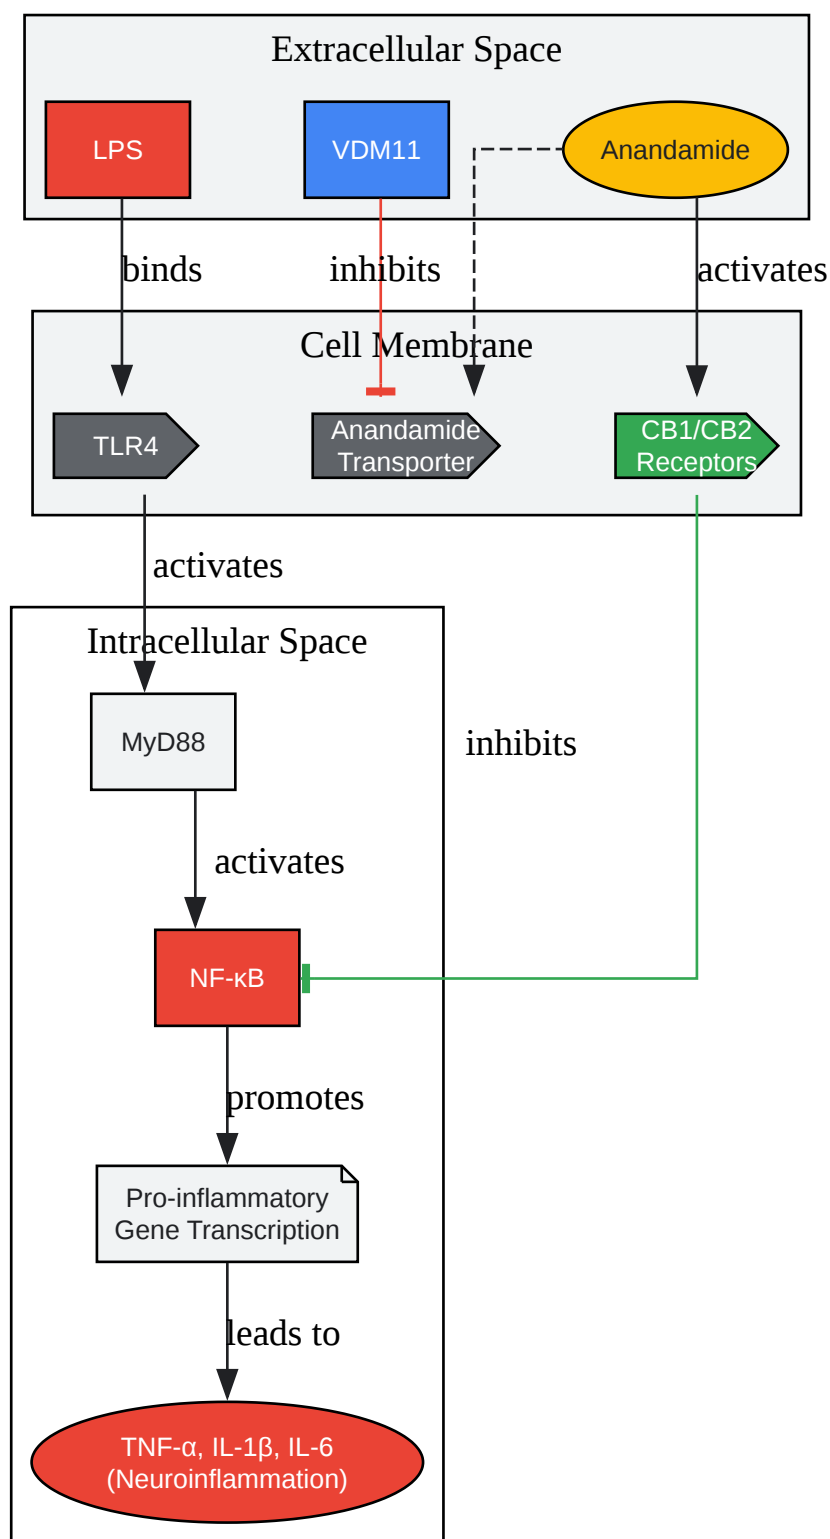 Extracellular Space
LPS
VDM11
Anandamide
binds
inhibits
activates
Cell Membrane
TLR4
Anandamide
Transporter
CB1/CB2
Receptors
activates
Intracellular Space
MyD88
inhibits
activates
NF-κB
promotes
Pro-inflammatory
Gene Transcription
leads to
TNF-α, IL-1β, IL-6
(Neuroinflammation)